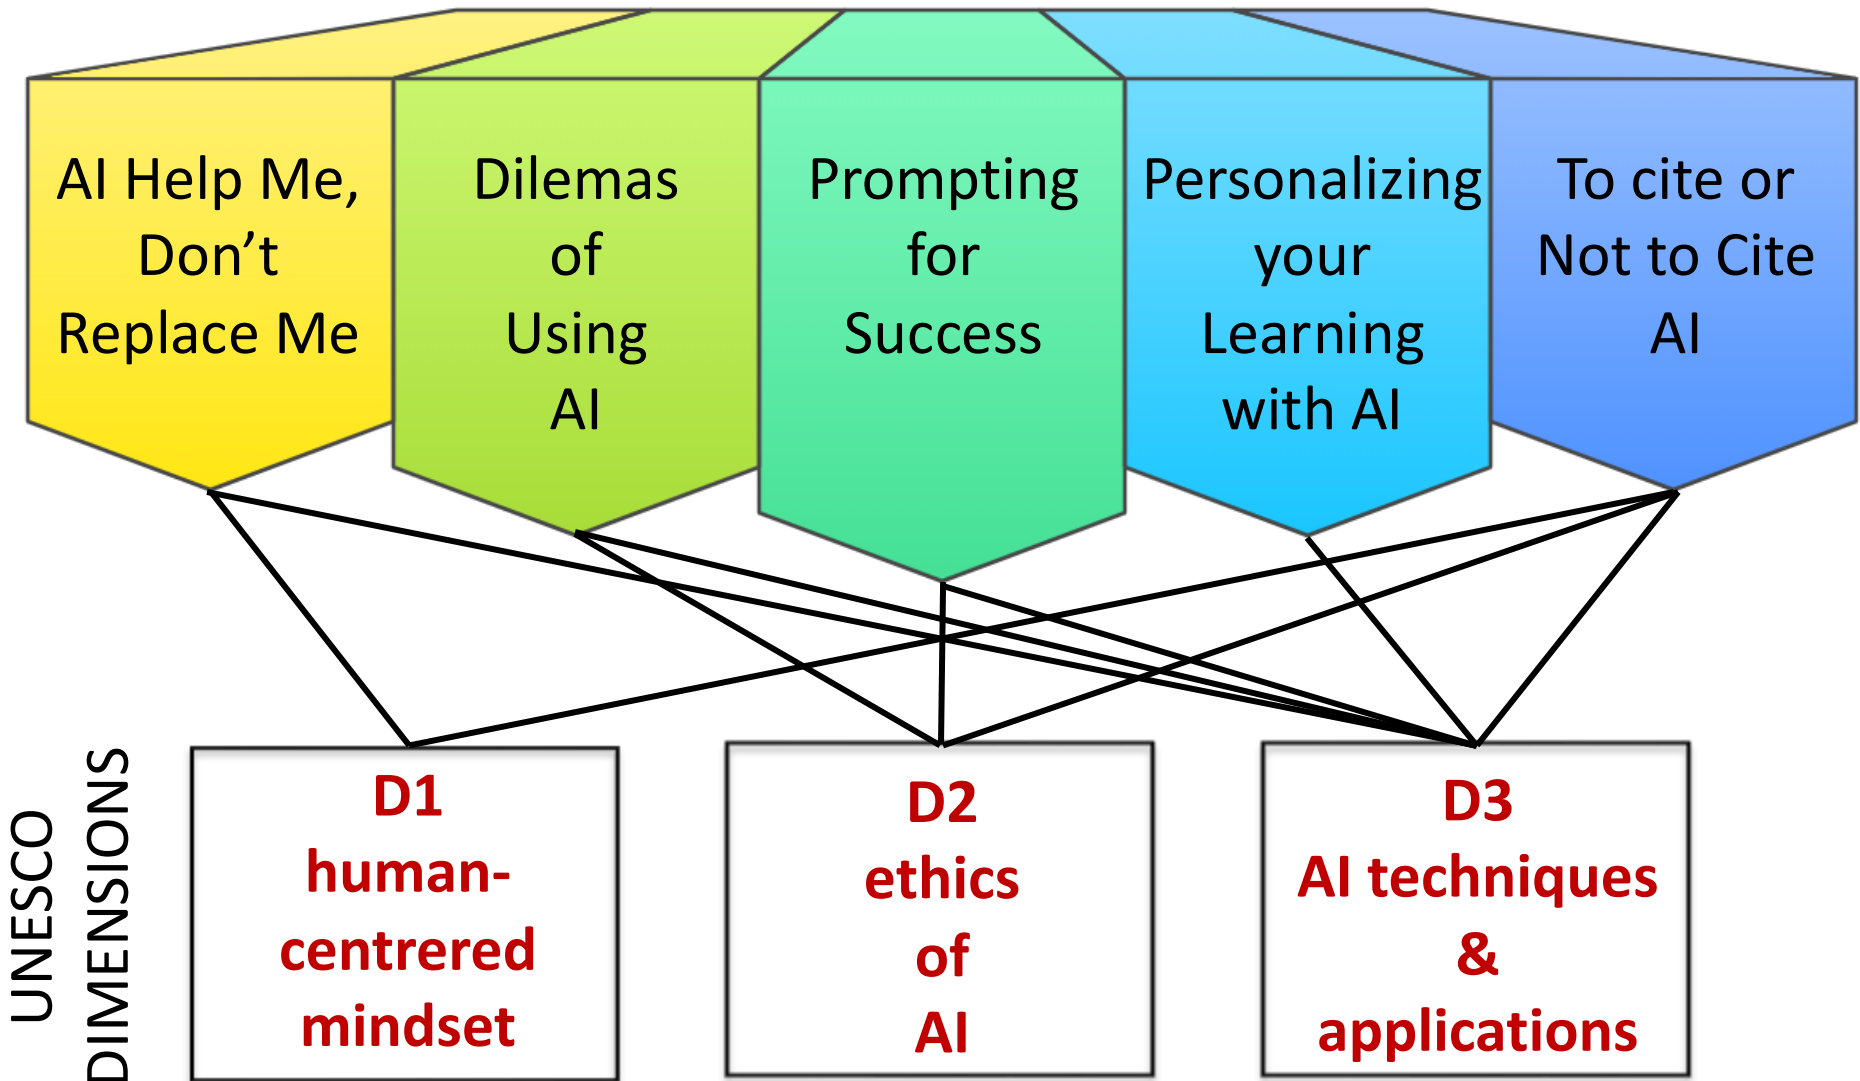 AI Help Me,
Don’t
Replace Me
Dilemas
of
Using
AI
Prompting
for
Success
Personalizing
your
Learning
with AI
To cite or
Not to Cite
AI
UNESCO
DIMENSIONS
D1
human-
centrered
mindset
D2
ethics
of
AI
D3
AI techniques
&
applications